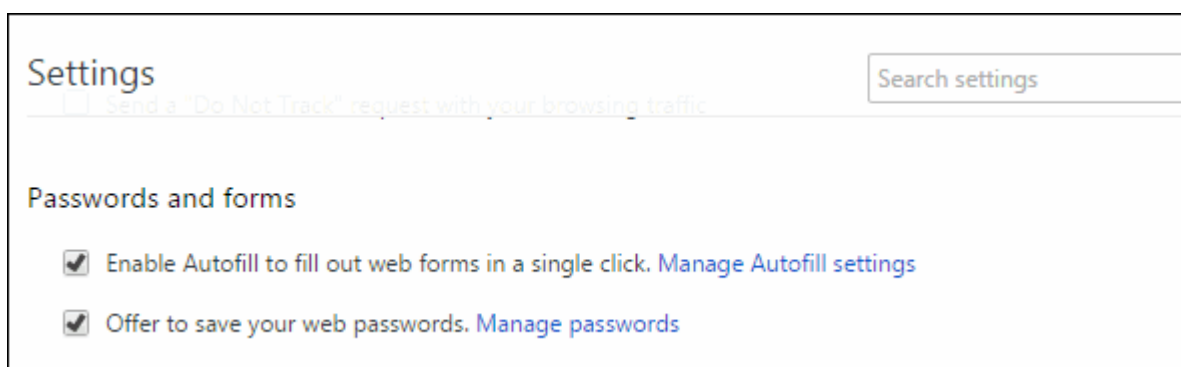 Settings
Search settings
Send a "Do Not Track" request with your browsing traffic
Passwords and forms
Enable Autofill to fill out web forms in a single click. Manage Autofill settings
Offer to save your web passwords. Manage passwords